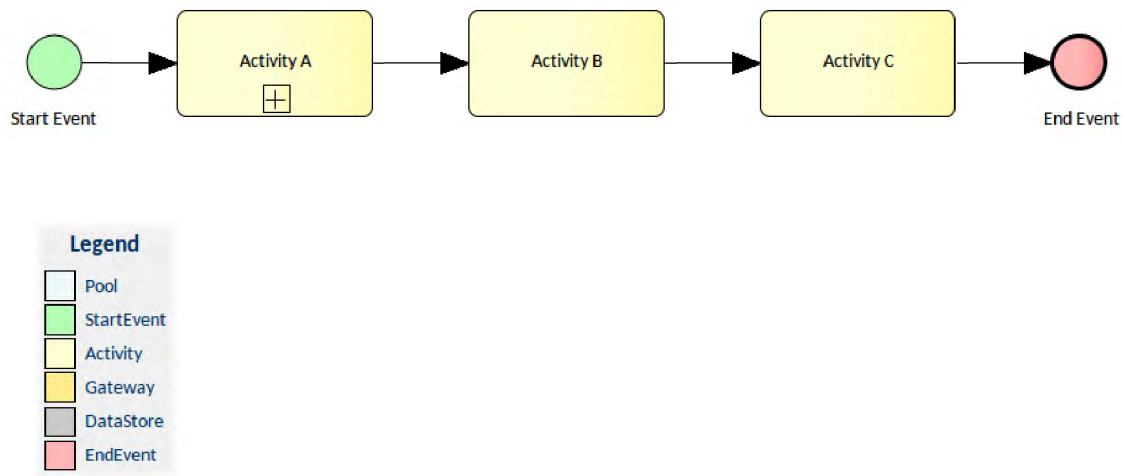 Activity A
Activity B
Activity C
Start Event
End Event
Legend
Pool
StartEvent
Activity
Gateway
DataStore
EndEvent